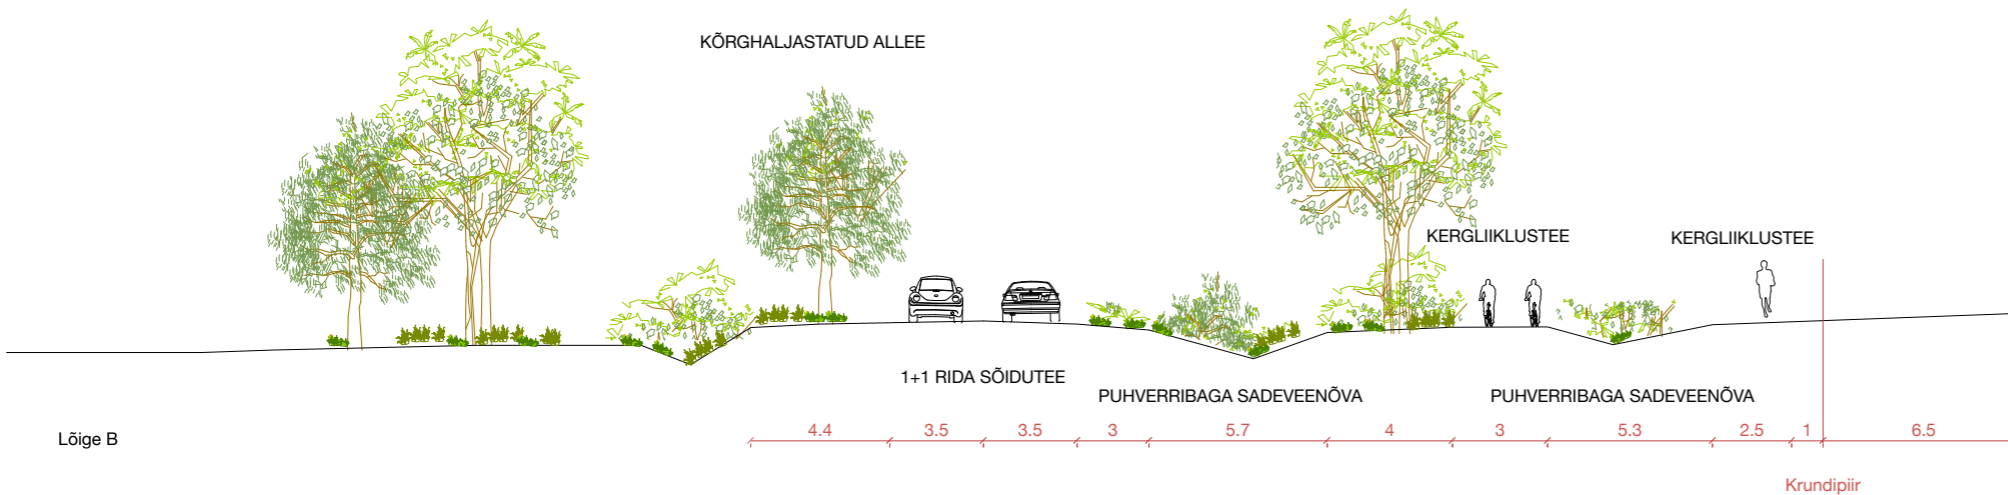 KÕRGHALJASTATUD ALLEE
KERGLIIKLUSTEE
KERGLIIKLUSTEE
1+1 RIDA SÕIDUTEE
PUHVERRIBAGA SADEVEENÕVA
PUHVERRIBAGA SADEVEENÕVA
Lõige B
4.4 3.5 3.5 3 5.7 4 3 5.3 2.5 1 6.5
Krundipiir